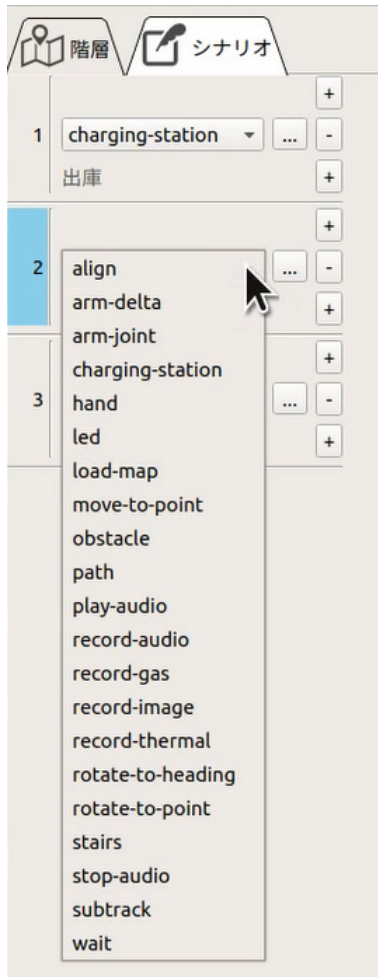 階層 シナリオ
+
1 charging-station ... -
出庫 +
+
2 align ... -
arm-delta +
arm-joint
+
charging-station
3 hand ... -
led +
load-map
move-to-point
obstacle
path
play-audio
record-audio
record-gas
record-image
record-thermal
rotate-to-heading
rotate-to-point
stairs
stop-audio
subtrack
wait